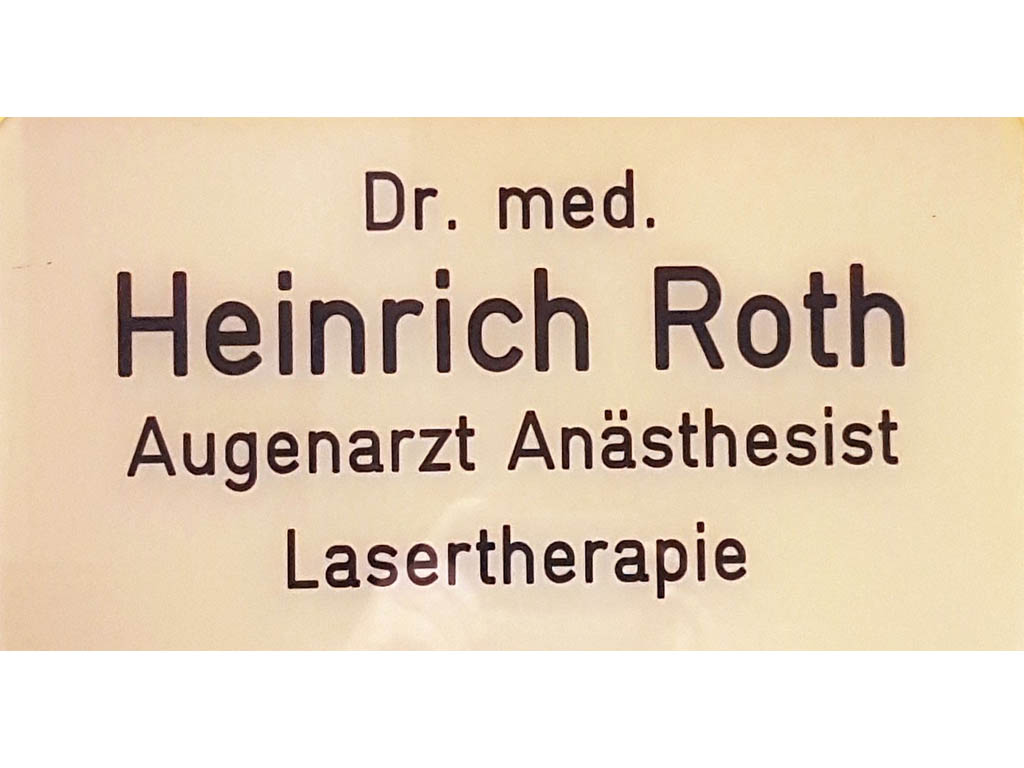 Dr. med.
Heinrich Roth
Augenarzt Anästhesist
Lasertherapie